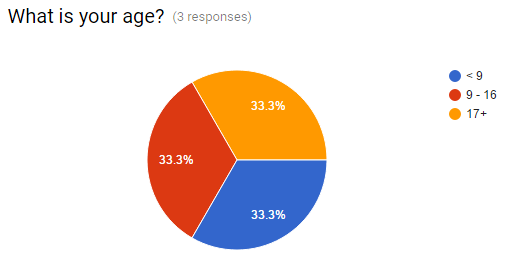 What is your age? (3 responses)
< 9
9 - 16
17+
33.3%
33.3%
33.3%